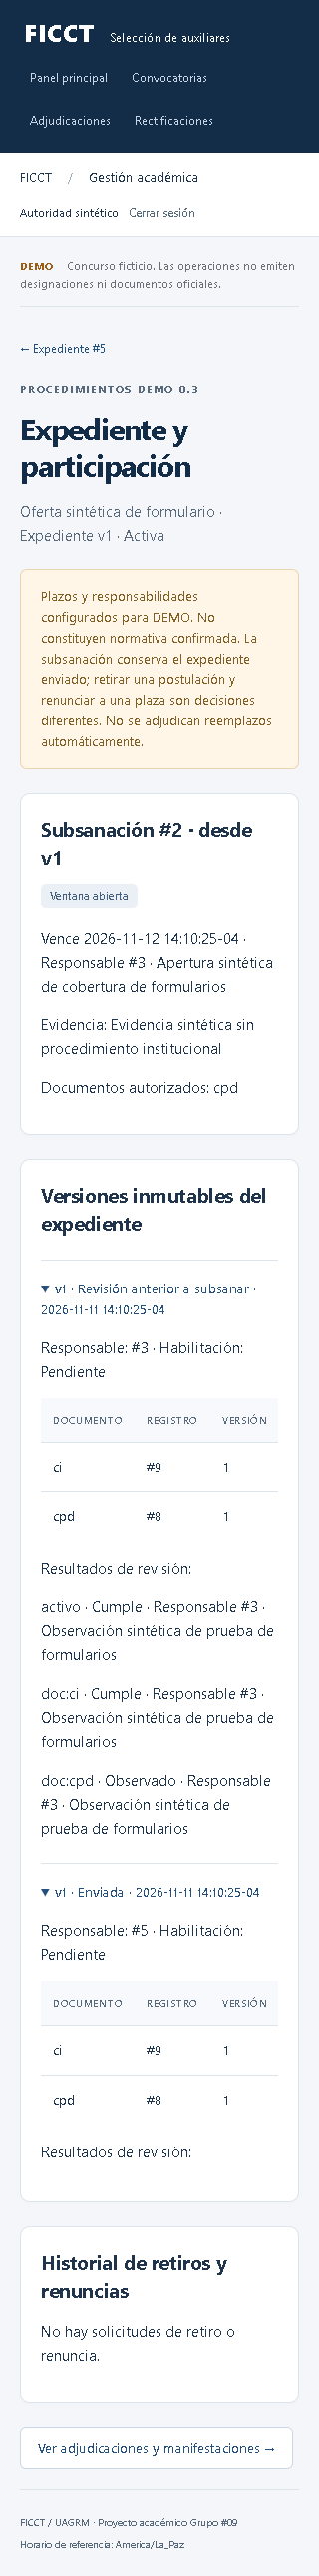 FICCT Selección de auxiliares
Panel principal Convocatorias
Adjudicaciones Rectificaciones
FICCT / Gestión académica
Autoridad sintético Cerrar sesión
DEMO Concurso ficticio. Las operaciones no emiten
designaciones ni documentos oficiales.
← Expediente #5
PROCEDIMIENTOS DEMO 0.3
Expediente y
participación
Oferta sintética de formulario ·
Expediente v1 · Activa
Plazos y responsabilidades
configurados para DEMO. No
constituyen normativa confirmada. La
subsanación conserva el expediente
enviado; retirar una postulación y
renunciar a una plaza son decisiones
diferentes. No se adjudican reemplazos
automáticamente.
Subsanación #2 · desde
v1
Ventana abierta
Vence 2026-11-12 14:10:25-04 ·
Responsable #3 · Apertura sintética
de cobertura de formularios
Evidencia: Evidencia sintética sin
procedimiento institucional
Documentos autorizados: cpd
Versiones inmutables del
expediente
▼ v1 · Revisión anterior a subsanar ·
2026-11-11 14:10:25-04
Responsable: #3 · Habilitación:
Pendiente
DOCUMENTO REGISTRO VERSIÓN
ci #9 1
cpd #8 1
Resultados de revisión:
activo · Cumple · Responsable #3 ·
Observación sintética de prueba de
formularios
doc:ci · Cumple · Responsable #3 ·
Observación sintética de prueba de
formularios
doc:cpd · Observado · Responsable
#3 · Observación sintética de
prueba de formularios
▼ v1 · Enviada · 2026-11-11 14:10:25-04
Responsable: #5 · Habilitación:
Pendiente
DOCUMENTO REGISTRO VERSIÓN
ci #9 1
cpd #8 1
Resultados de revisión:
Historial de retiros y
renuncias
No hay solicitudes de retiro o
renuncia.
Ver adjudicaciones y manifestaciones →
FICCT / UAGRM · Proyecto académico Grupo #09
Horario de referencia: America/La_Paz